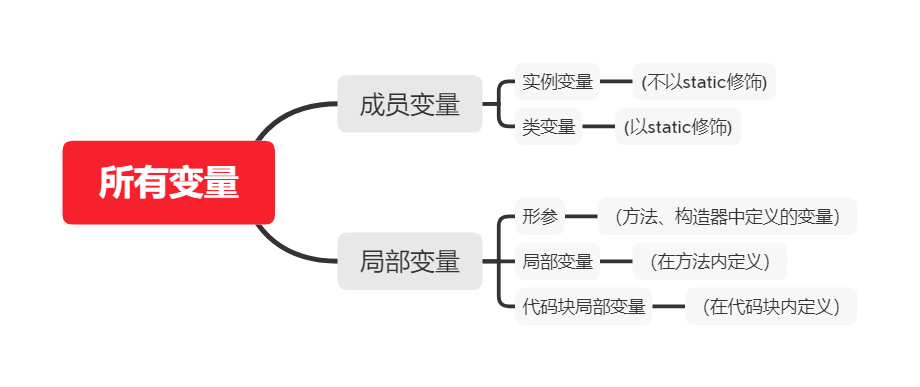 所有变量
成员变量
实例变量
(不以static修饰)
类变量
(以static修饰)
局部变量
形参
（方法、构造器中定义的变量）
局部变量
（在方法内定义）
代码块局部变量
（在代码块内定义）